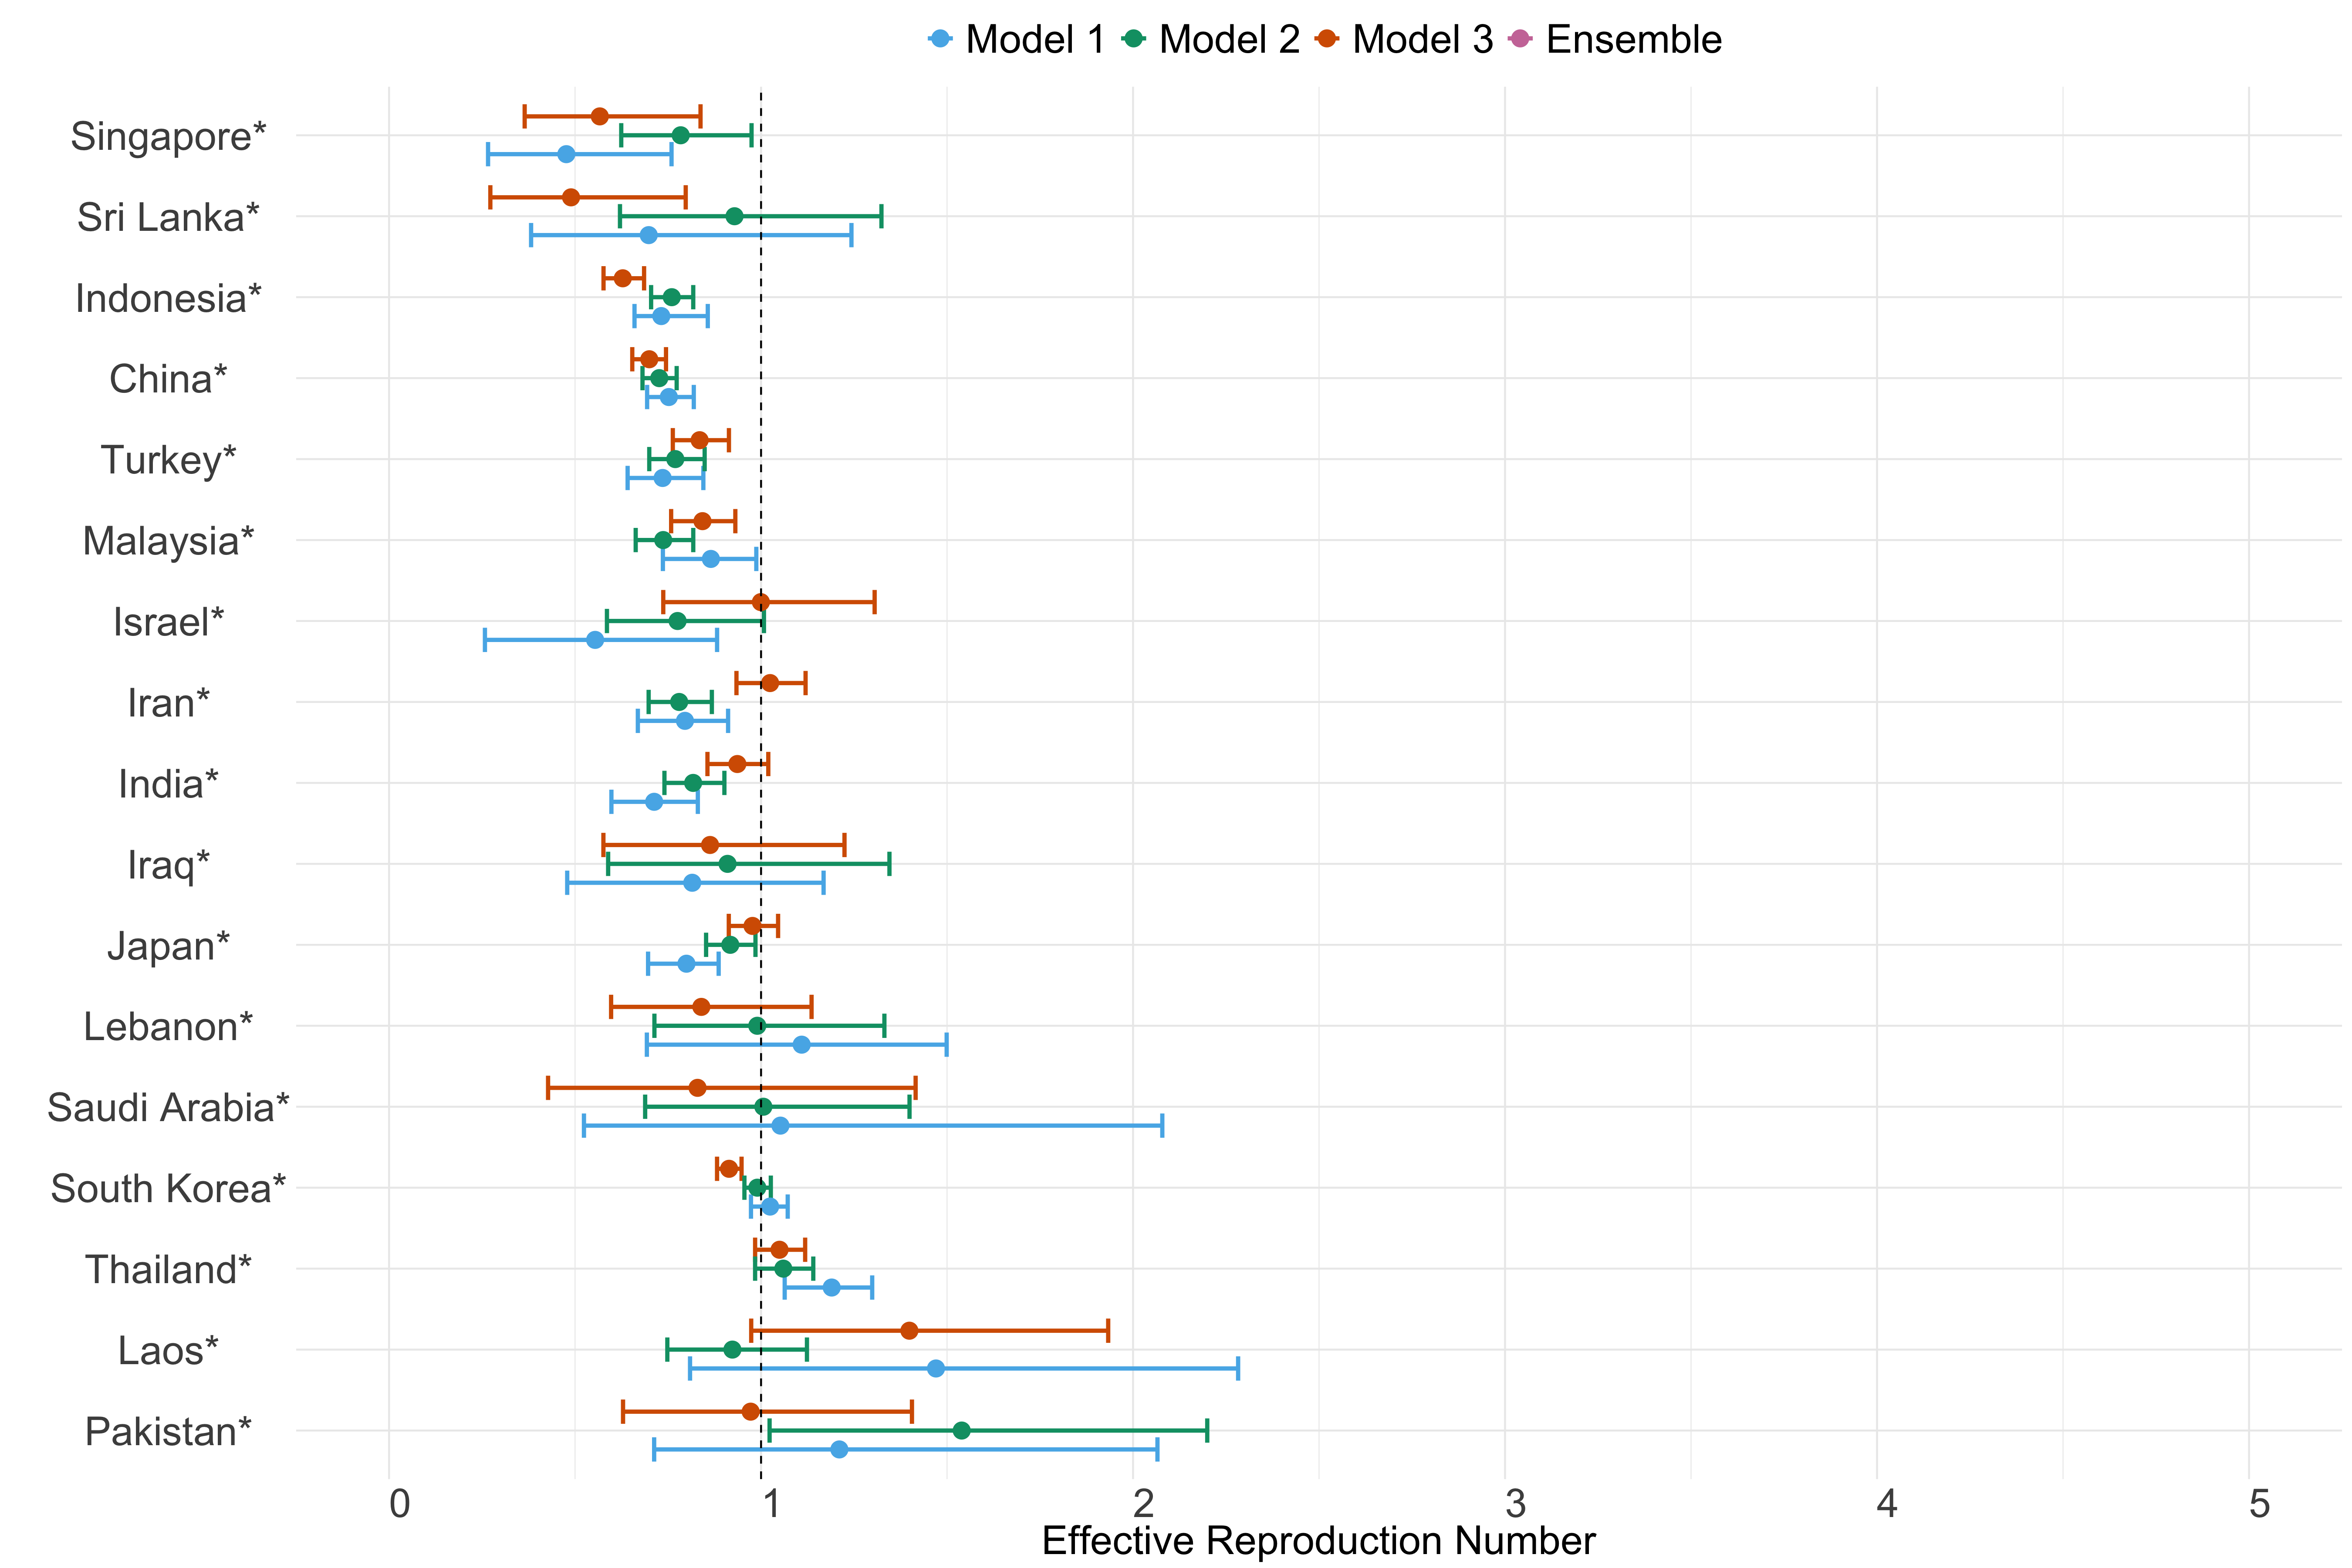 Model 1 Model 2 Model 3 Ensemble
Singapore*
Sri Lanka*
Indonesia*
China*
Turkey*
Malaysia*
Israel*
Iran*
India*
Iraq*
Japan*
Lebanon*
Saudi Arabia*
South Korea*
Thailand*
Laos*
Pakistan*
0 1 2 3 4 5
Effective Reproduction Number